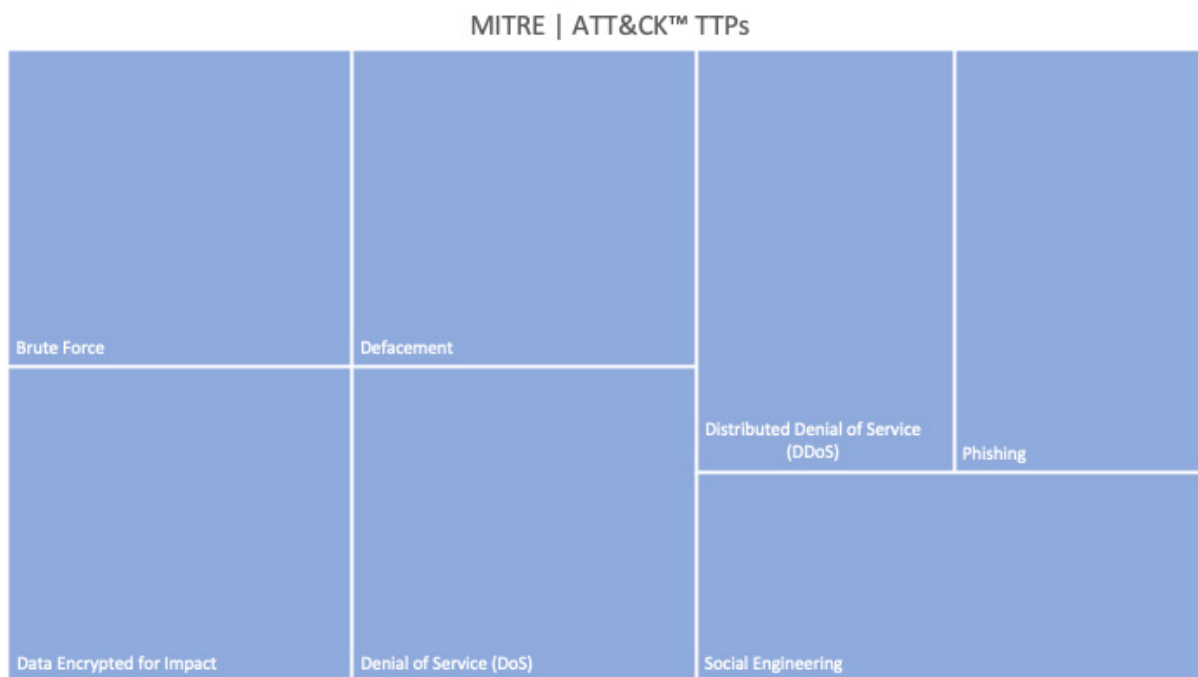 MITRE | ATT&CK™ TTPs
Brute Force
Defacement
Distributed Denial of Service
(DDoS)
Phishing
Data Encrypted for Impact
Denial of Service (DoS)
Social Engineering